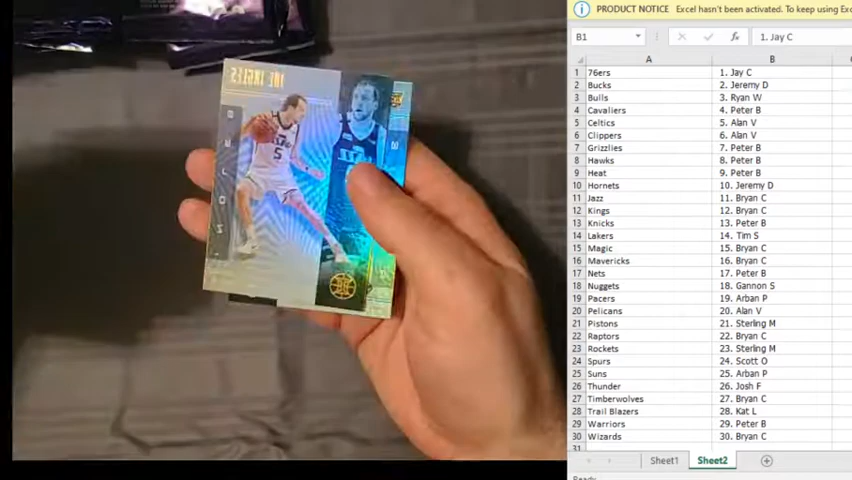 JOE INGLES
5
PRODUCT NOTICE Excel hasn't been activated. To keep using Exc
B1 fx 1. Jay C
A B
1 76ers 1. Jay C
2 Bucks 2. Jeremy D
3 Bulls 3. Ryan W
4 Cavaliers 4. Peter B
5 Celtics 5. Alan V
6 Clippers 6. Alan V
7 Grizzlies 7. Peter B
8 Hawks 8. Peter B
9 Heat 9. Peter B
10 Hornets 10. Jeremy D
11 Jazz 11. Bryan C
12 Kings 12. Bryan C
13 Knicks 13. Peter B
14 Lakers 14. Tim S
15 Magic 15. Bryan C
16 Mavericks 16. Bryan C
17 Nets 17. Peter B
18 Nuggets 18. Gannon S
19 Pacers 19. Arban P
20 Pelicans 20. Alan V
21 Pistons 21. Sterling M
22 Raptors 22. Bryan C
23 Rockets 23. Sterling M
24 Spurs 24. Scott O
25 Suns 25. Arban P
26 Thunder 26. Josh F
27 Timberwolves 27. Bryan C
28 Trail Blazers 28. Kat L
29 Warriors 29. Peter B
30 Wizards 30. Bryan C
31
Sheet1 Sheet2
Ready